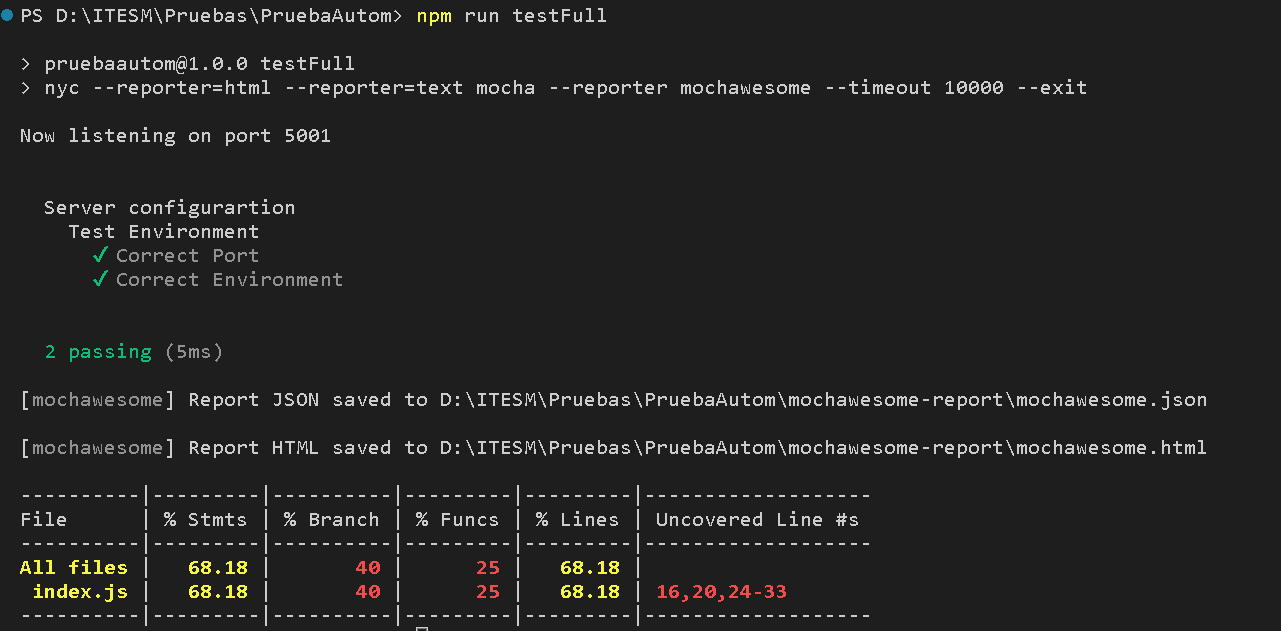 PS D:\ITESM\Pruebas\PruebaAutom> npm run testFull
> pruebaautom@1.0.0 testFull
> nyc --reporter=html --reporter=text mocha --reporter mochawesome --timeout 10000 --exit
Now listening on port 5001
Server configurartion
Test Environment
✓ Correct Port
✓ Correct Environment
2 passing (5ms)
[mochawesome] Report JSON saved to D:\ITESM\Pruebas\PruebaAutom\mochawesome-report\mochawesome.json
[mochawesome] Report HTML saved to D:\ITESM\Pruebas\PruebaAutom\mochawesome-report\mochawesome.html
----------|---------|----------|---------|---------|-------------------
File | % Stmts | % Branch | % Funcs | % Lines | Uncovered Line #s
----------|---------|----------|---------|---------|-------------------
All files | 68.18 | 40 | 25 | 68.18 |
index.js | 68.18 | 40 | 25 | 68.18 | 16,20,24-33
----------|---------|----------|---------|---------|-------------------